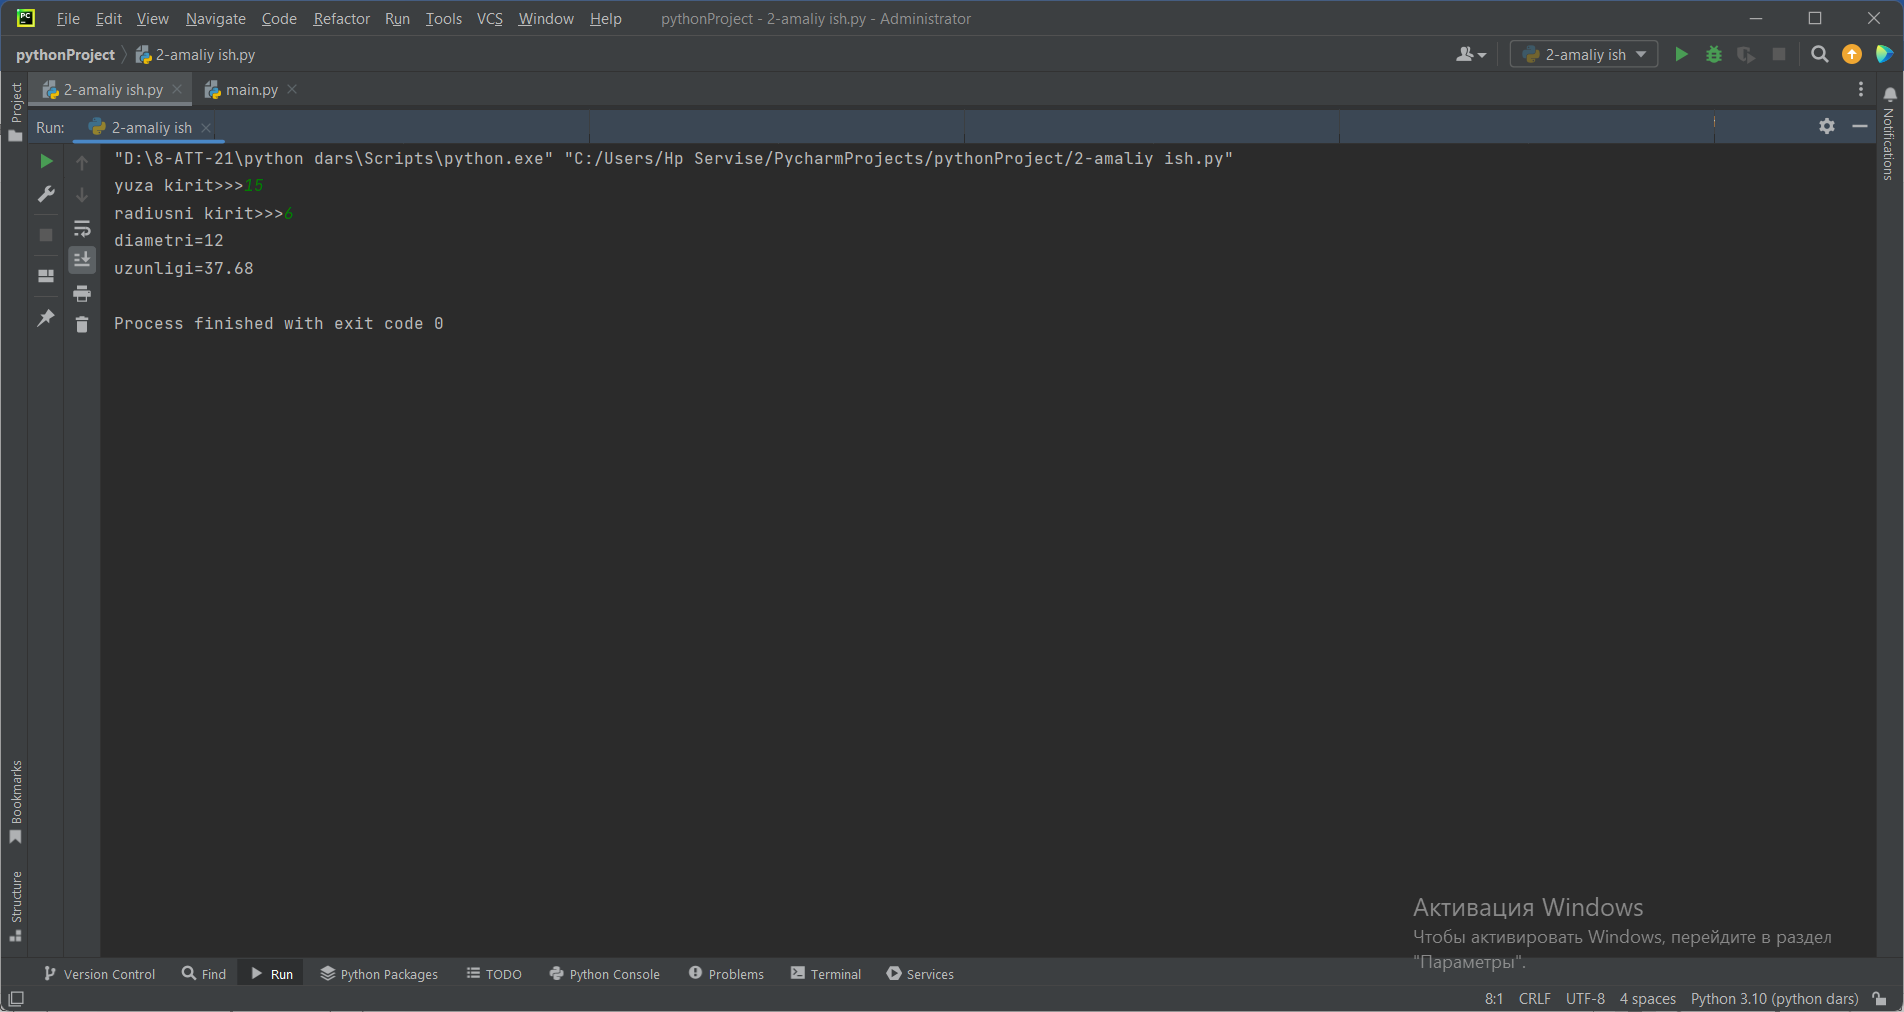 File Edit View Navigate Code Refactor Run Tools VCS Window Help pythonProject - 2-amaliy ish.py - Administrator
pythonProject 2-amaliy ish.py 2-amaliy ish
2-amaliy ish.py main.py
Run: 2-amaliy ish
"D:\8-ATT-21\python dars\Scripts\python.exe" "C:/Users/Hp Servise/PycharmProjects/pythonProject/2-amaliy ish.py"
yuza kirit>>>15
radiusni kirit>>>6
diametri=12
uzunligi=37.68
Process finished with exit code 0
Project
Bookmarks
Structure
Notifications
Активация Windows
Чтобы активировать Windows, перейдите в раздел
"Параметры".
Version Control Find Run Python Packages TODO Python Console Problems Terminal Services
8:1 CRLF UTF-8 4 spaces Python 3.10 (python dars)